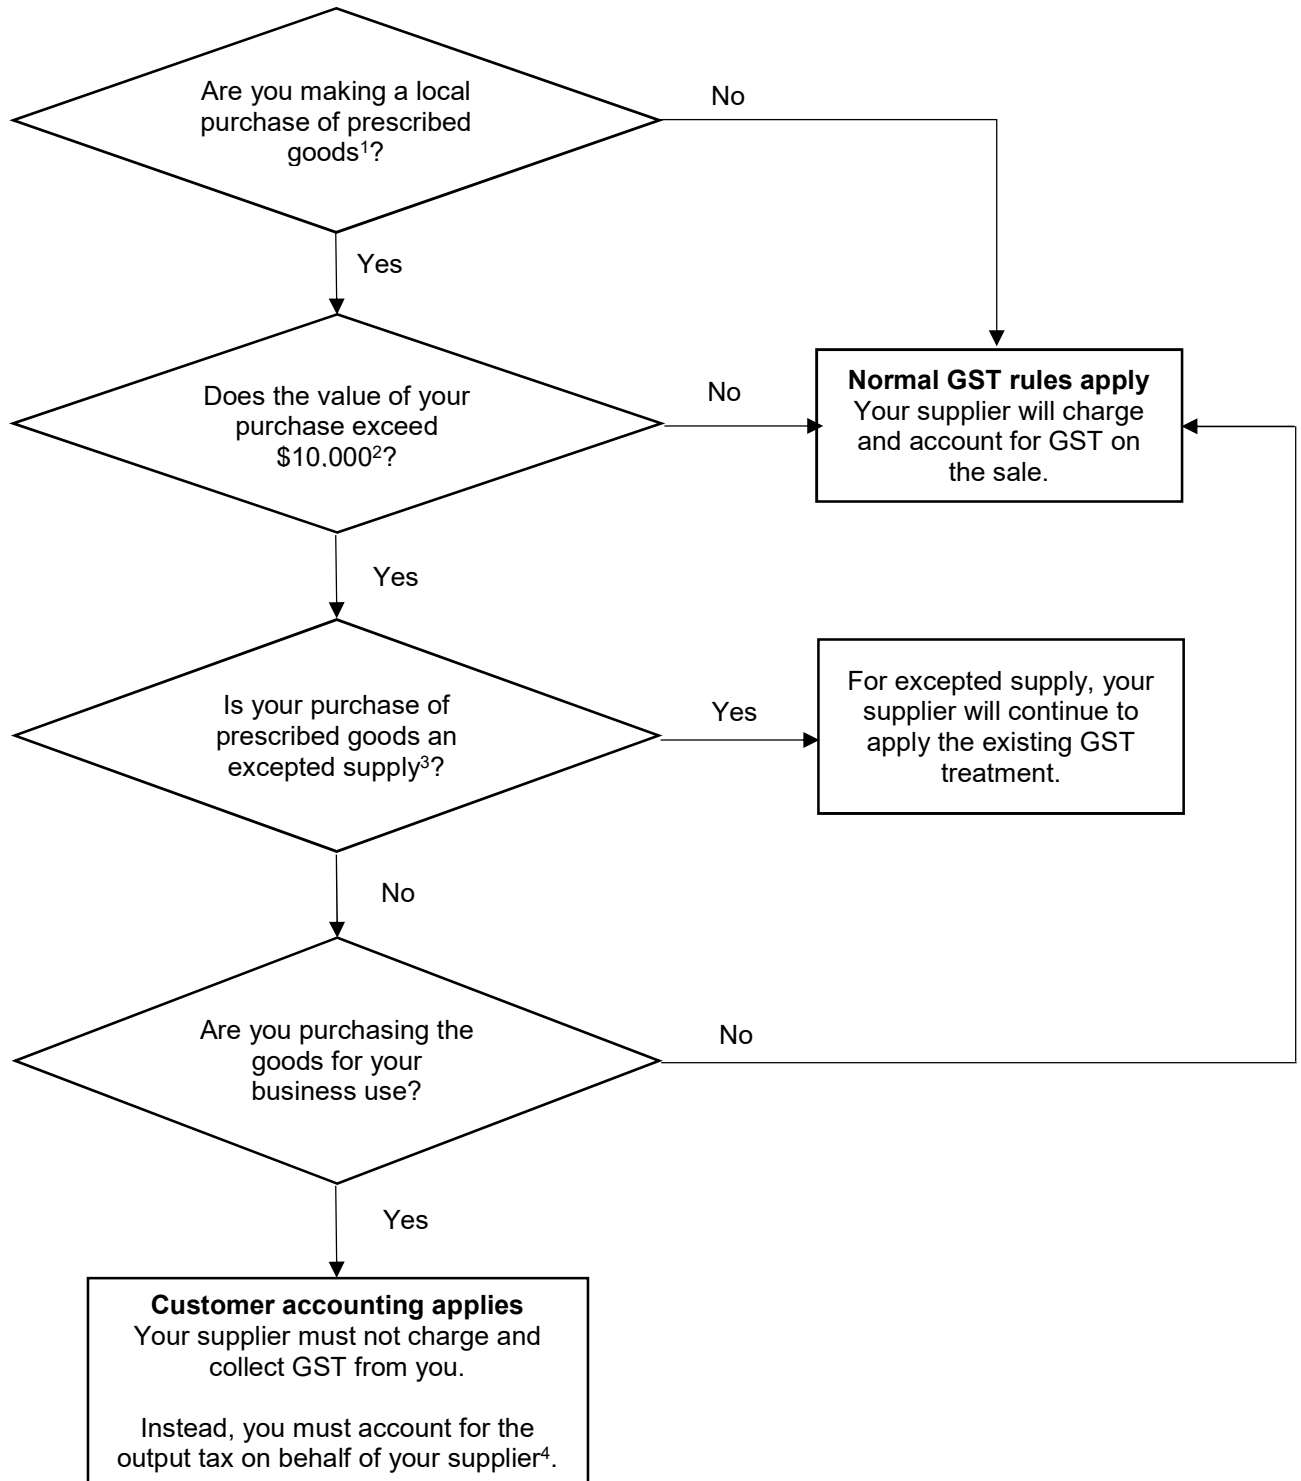 Are you making a local
purchase of prescribed
goods¹?
No
Yes
Does the value of your
purchase exceed
$10,000²?
No
Normal GST rules apply
Your supplier will charge
and account for GST on
the sale.
Yes
Is your purchase of
prescribed goods an
excepted supply³?
Yes
For excepted supply, your
supplier will continue to
apply the existing GST
treatment.
No
Are you purchasing the
goods for your
business use?
No
Yes
Customer accounting applies
Your supplier must not charge and
collect GST from you.
Instead, you must account for the
output tax on behalf of your supplier⁴.